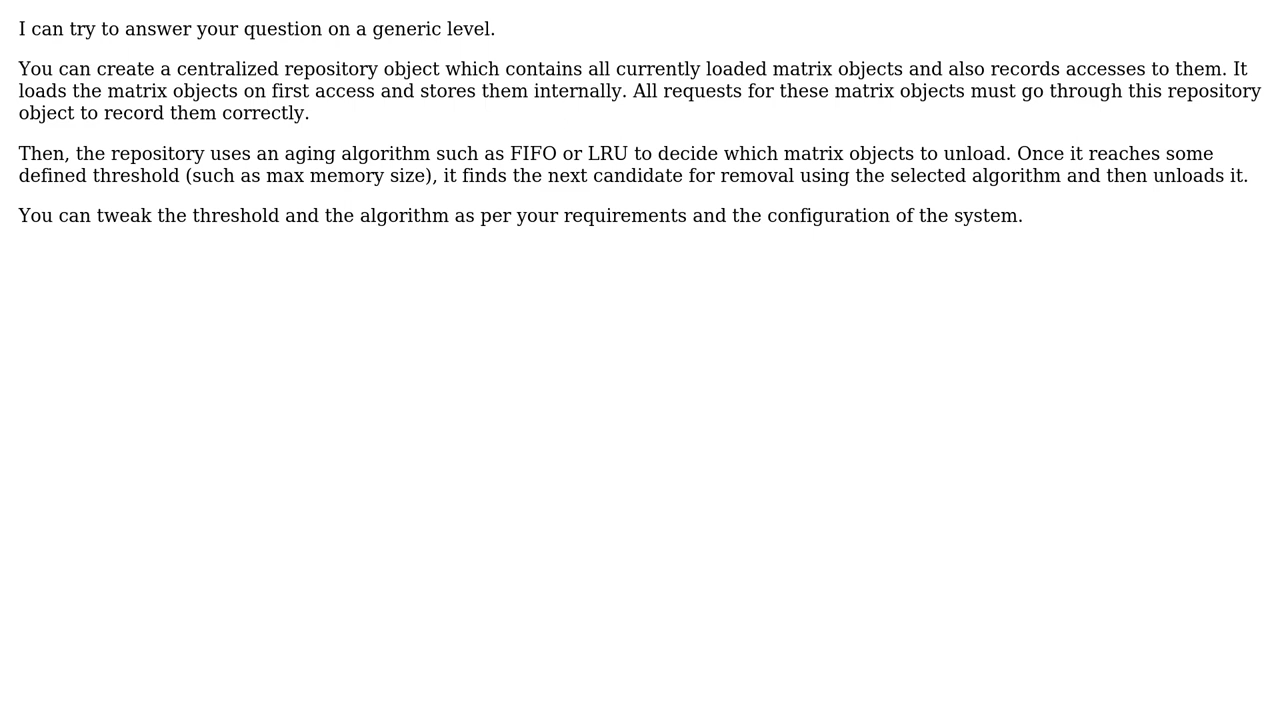 I can try to answer your question on a generic level.
You can create a centralized repository object which contains all currently loaded matrix objects and also records accesses to them. It
loads the matrix objects on first access and stores them internally. All requests for these matrix objects must go through this repository
object to record them correctly.
Then, the repository uses an aging algorithm such as FIFO or LRU to decide which matrix objects to unload. Once it reaches some
defined threshold (such as max memory size), it finds the next candidate for removal using the selected algorithm and then unloads it.
You can tweak the threshold and the algorithm as per your requirements and the configuration of the system.